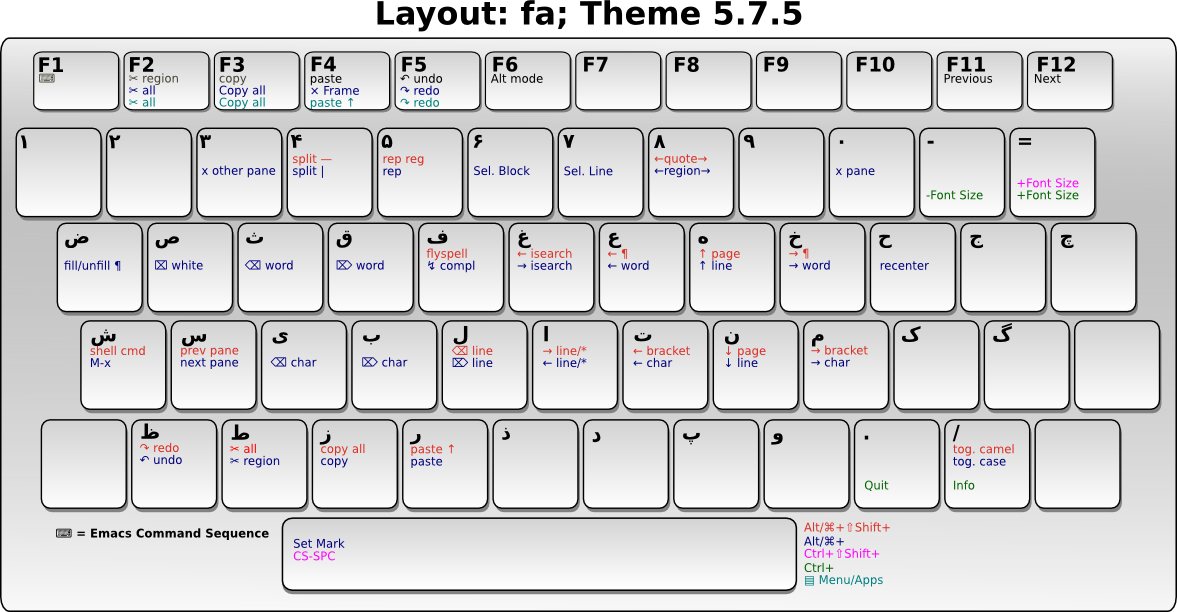 Layout: fa; Theme 5.7.5
F1
⌨
F2
✂ region
✂ all
✂ all
F3
copy
Copy all
Copy all
F4
paste
× Frame
paste ↑
F5
↶ undo
↷ redo
↷ redo
F6
Alt mode
F7
F8
F9
F10
F11
Previous
F12
Next
۱
۲
۳
x other pane
۴
split —
split |
۵
rep reg
rep
۶
Sel. Block
۷
Sel. Line
۸
←quote→
←region→
۹
۰
x pane
-
-Font Size
=
+Font Size
+Font Size
ض
fill/unfill ¶
ص
⌧ white
ث
⌫ word
ق
⌦ word
ف
flyspell
↯ compl
غ
← isearch
→ isearch
ع
← ¶
← word
ه
↑ page
↑ line
خ
→ ¶
→ word
ح
recenter
ج
چ
ش
shell cmd
M-x
س
prev pane
next pane
ی
⌫ char
ب
⌦ char
ل
⌫ line
⌦ line
ا
→ line/*
← line/*
ت
← bracket
← char
ن
↓ page
↓ line
م
→ bracket
→ char
ک
گ
ظ
↷ redo
↶ undo
ط
✂ all
✂ region
ز
copy all
copy
ر
paste ↑
paste
ذ
د
پ
و
.
Quit
/
tog. camel
tog. case
Info
⌨ = Emacs Command Sequence
Set Mark
CS-SPC
Alt/⌘+⇧Shift+
Alt/⌘+
Ctrl+⇧Shift+
Ctrl+
▤ Menu/Apps